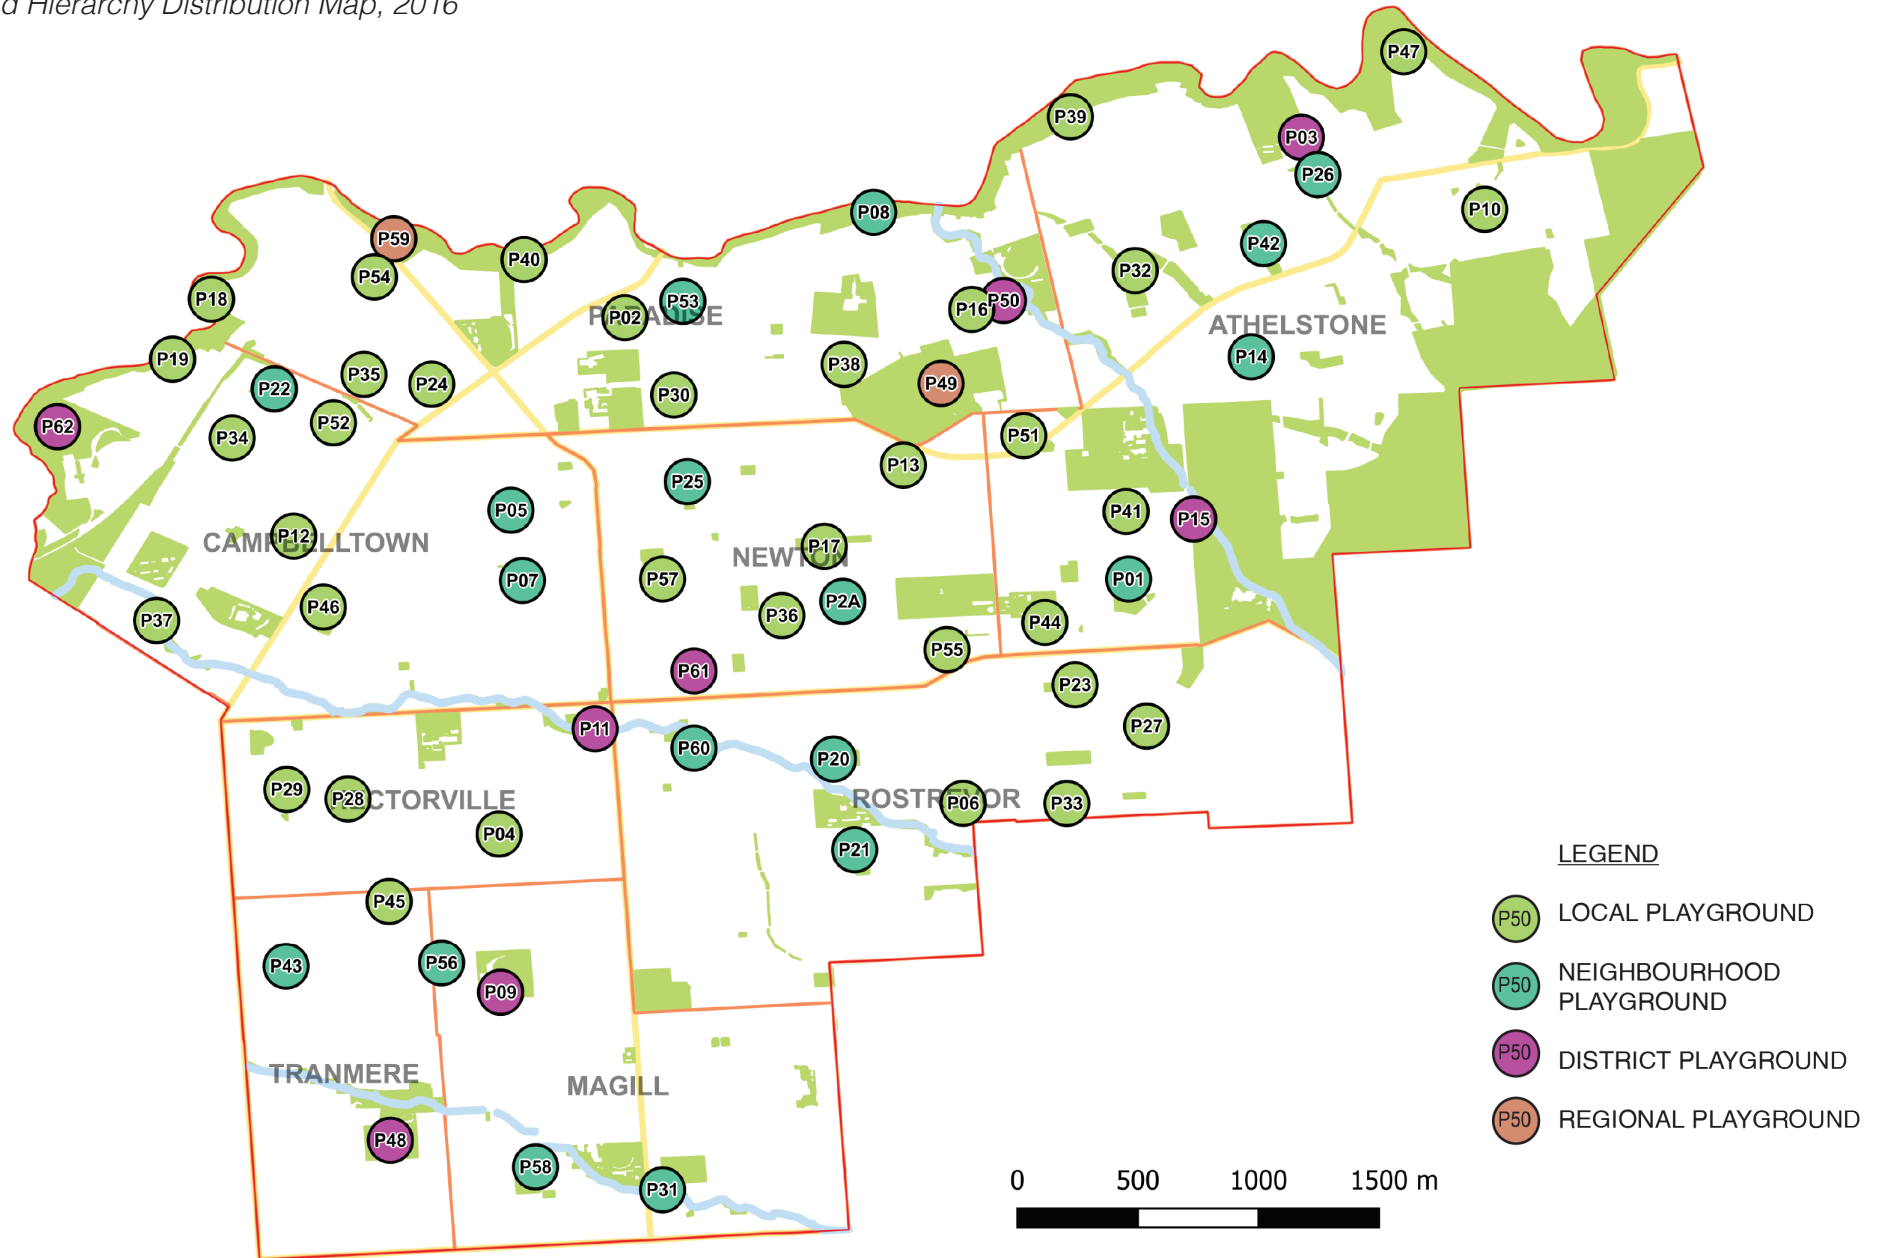 d Hierarchy Distribution Map, 2016
P47
P39
P03
P26
P10
P08
P59
P40
P42
P54
P32
P18
P53
P50
P16
P02
PARADISE
ATHELSTONE
P19
P14
P38
P35
P24
P49
P22
P30
P52
P62
P34
P51
P13
P25
P05
P41
P15
P12
CAMPBELLTOWN
P17
NEWTON
P57
P07
P01
P2A
P46
P36
P37
P44
P55
P61
P23
P27
P11
P60
P20
P29
P28
HECTORVILLE
ROSTREVOR
P06
P33
P04
P21
P45
P43
P56
P09
TRANMERE
MAGILL
P48
P58
P31
LEGEND
P50 LOCAL PLAYGROUND
P50 NEIGHBOURHOOD
PLAYGROUND
P50 DISTRICT PLAYGROUND
P50 REGIONAL PLAYGROUND
0 500 1000 1500 m